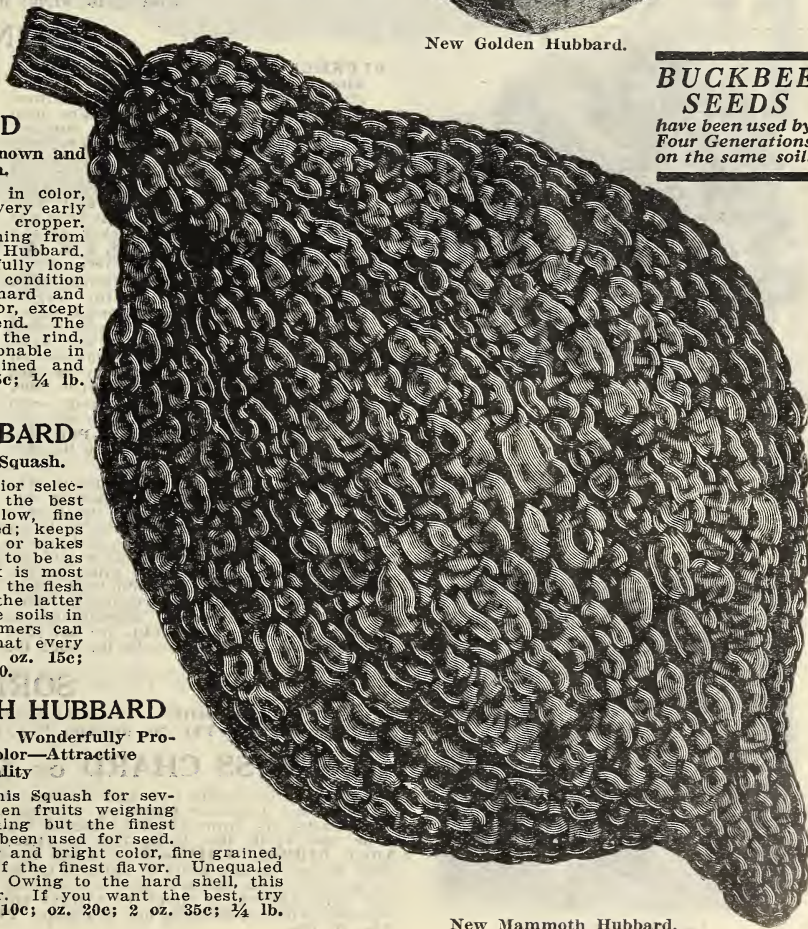 New Golden Hubbard.
BUCKBEE
SEEDS
have been used by
Four Generations
on the same soil
D
nown and
in color,
very early
cropper.
ing from
Hubbard.
fully long
condition
hard and
or, except
end. The
the rind,
onable in
ined and
5c; ¼ lb.
BARD
Squash.
ior selec-
the best
low, fine
ed; keeps
or bakes
to be as
t is most
the flesh
the latter
e soils in
mers can
hat every
oz. 15c;
0.
H HUBBARD
Wonderfully Pro-
olor—Attractive
lity
his Squash for sev-
en fruits weighing
ing but the finest
been used for seed.
and bright color, fine grained,
f the finest flavor. Unequaled
Owing to the hard shell, this
r. If you want the best, try
10c; oz. 20c; 2 oz. 35c; ¼ lb.
New Mammoth Hubbard.